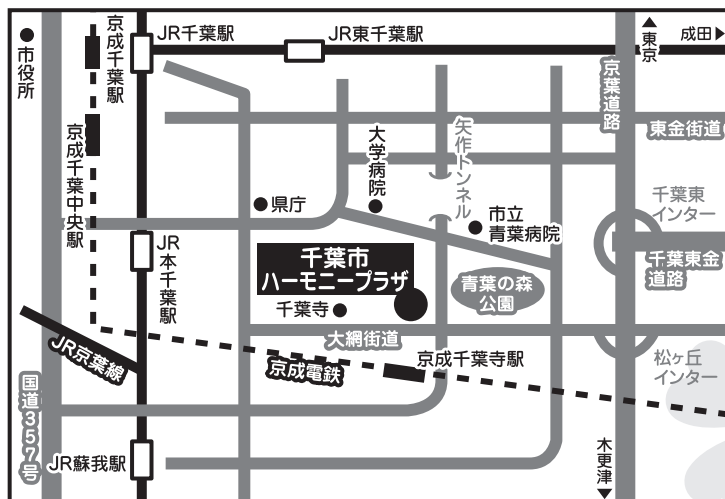 市役所
京成千葉駅
JR千葉駅
JR東千葉駅
▲東京
成田▶
京葉道路
東金街道
京成千葉中央駅
大学病院
矢作トンネル
千葉東
インター
県庁
市立
青葉病院
JR本千葉駅
千葉市
ハーモニープラザ
千葉東金
道路
青葉の森
公園
千葉寺
大網街道
JR京葉線
京成電鉄
京成千葉寺駅
松ヶ丘
インター
国道357号
JR蘇我駅
木更津▼